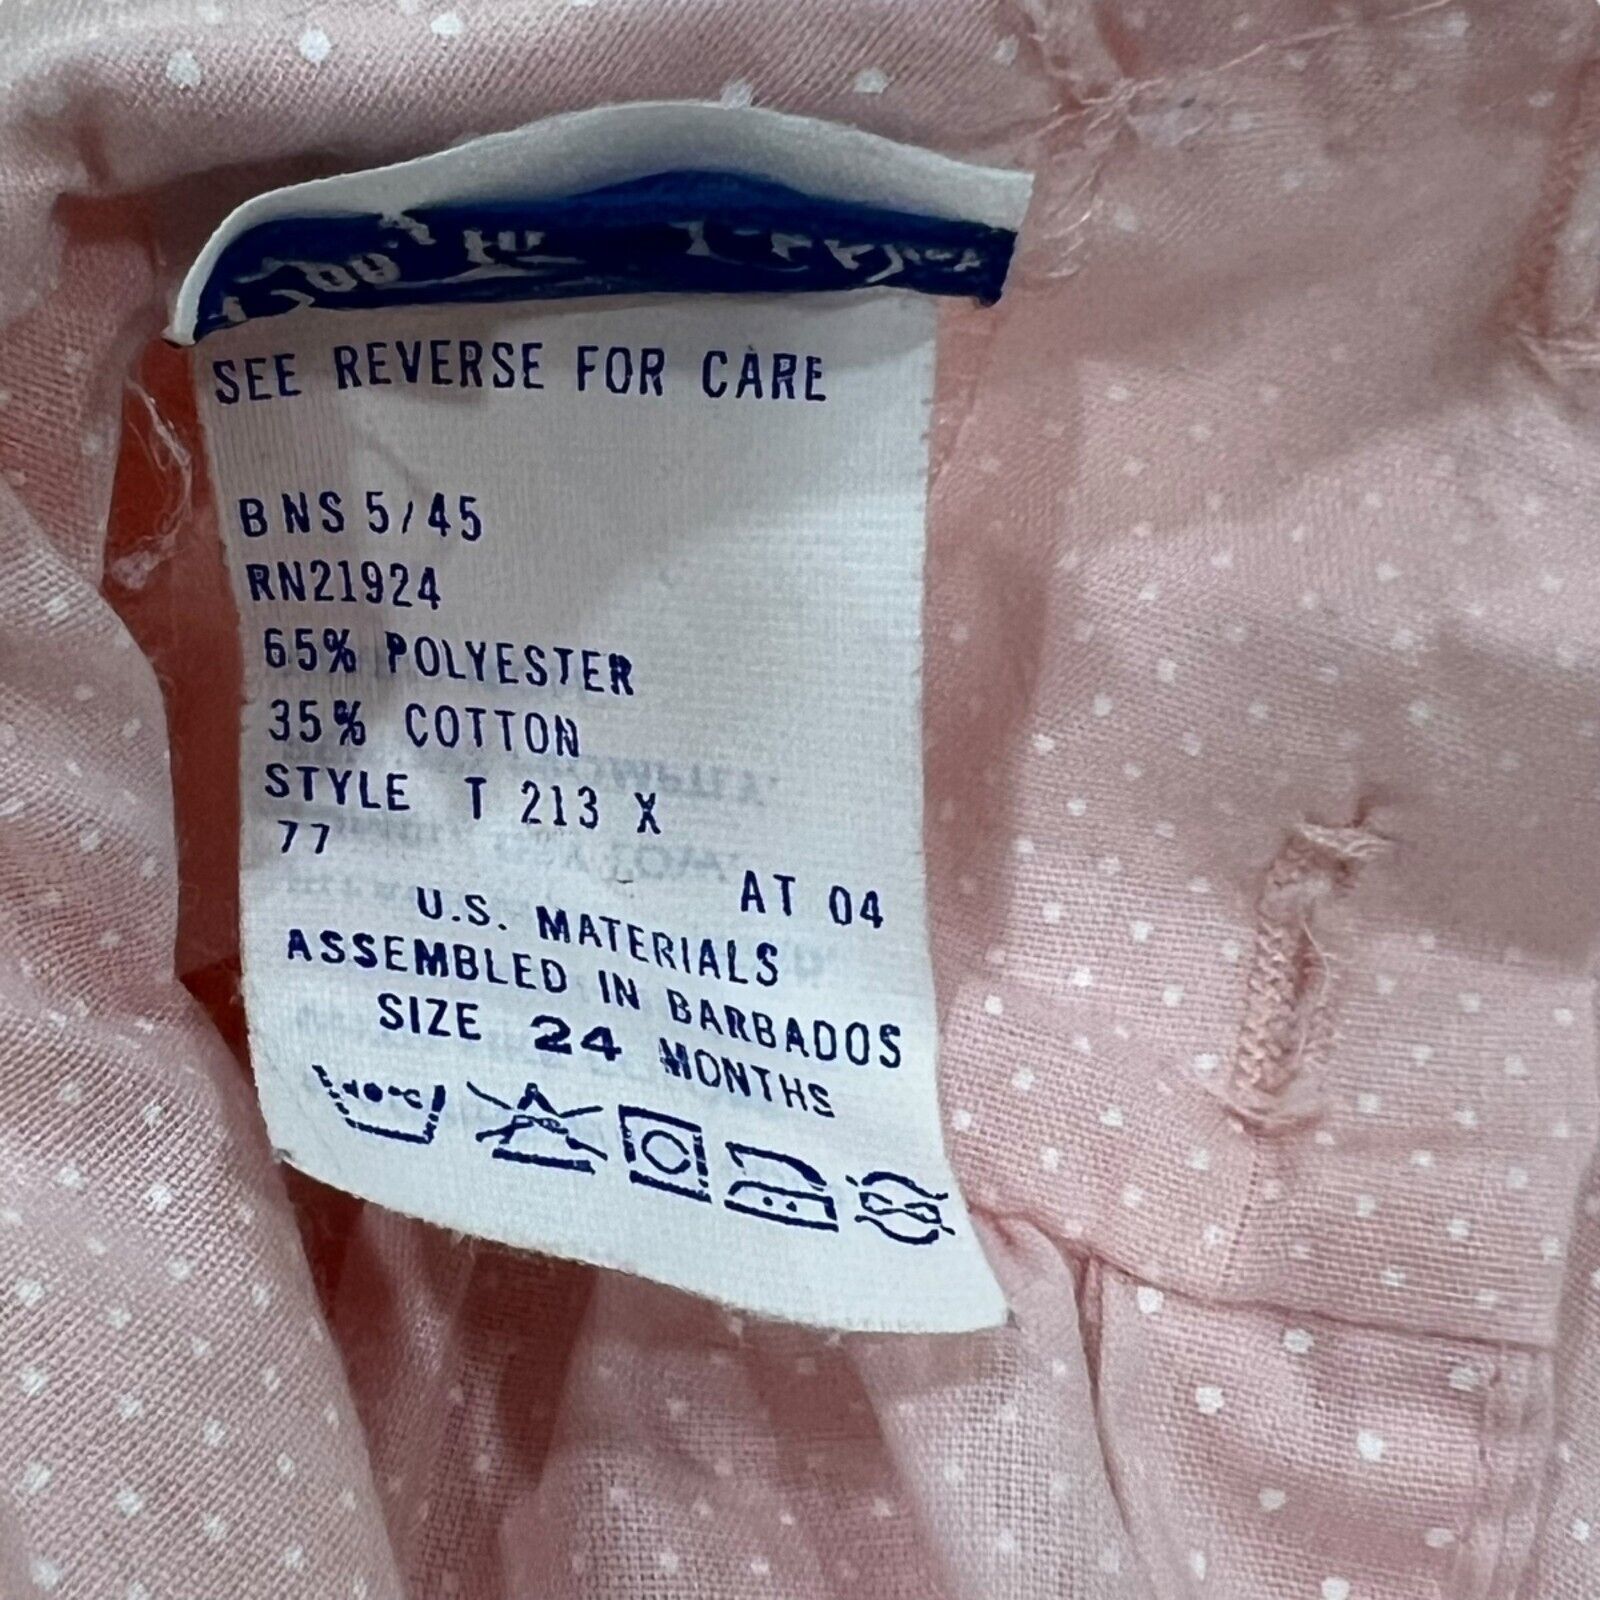 SEE REVERSE FOR CARE
BNS 5/45
RN21924
65% POLYESTER
35% COTTON
STYLE T 213 X
77
AT 04
U.S. MATERIALS
ASSEMBLED IN BARBADOS
SIZE 24 MONTHS
40°C